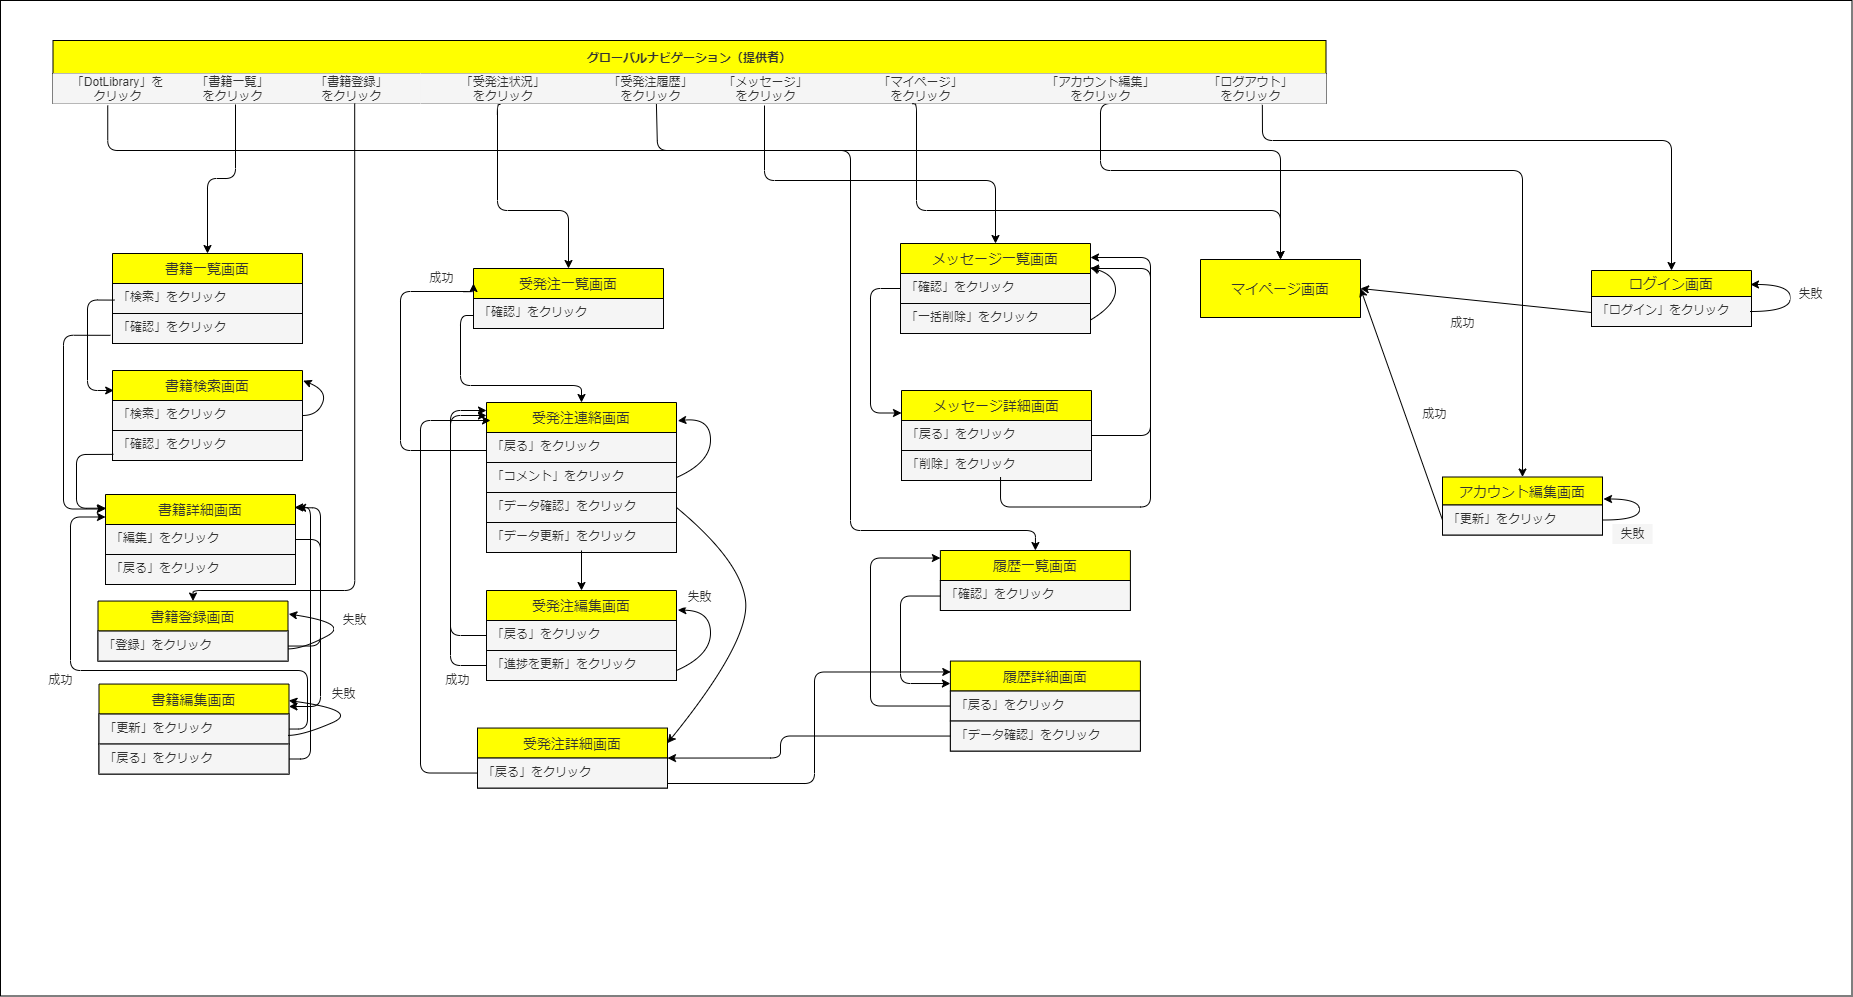 グローバルナビゲーション（提供者）
「DotLibrary」を
クリック
「書籍一覧」
をクリック
「書籍登録」
をクリック
「受発注状況」
をクリック
「受発注履歴」
をクリック
「メッセージ」
をクリック
「マイページ」
をクリック
「アカウント編集」
をクリック
「ログアウト」
をクリック
書籍一覧画面
「検索」をクリック
「確認」をクリック
書籍検索画面
「検索」をクリック
「確認」をクリック
書籍詳細画面
「編集」をクリック
「戻る」をクリック
書籍登録画面
「登録」をクリック
失敗
成功
書籍編集画面
「更新」をクリック
「戻る」をクリック
失敗
成功
受発注一覧画面
「確認」をクリック
受発注連絡画面
「戻る」をクリック
「コメント」をクリック
「データ確認」をクリック
「データ更新」をクリック
受発注編集画面
「戻る」をクリック
「進捗を更新」をクリック
失敗
成功
受発注詳細画面
「戻る」をクリック
メッセージ一覧画面
「確認」をクリック
「一括削除」をクリック
メッセージ詳細画面
「戻る」をクリック
「削除」をクリック
履歴一覧画面
「確認」をクリック
履歴詳細画面
「戻る」をクリック
「データ確認」をクリック
マイページ画面
成功
成功
ログイン画面
「ログイン」をクリック
失敗
アカウント編集画面
「更新」をクリック
失敗